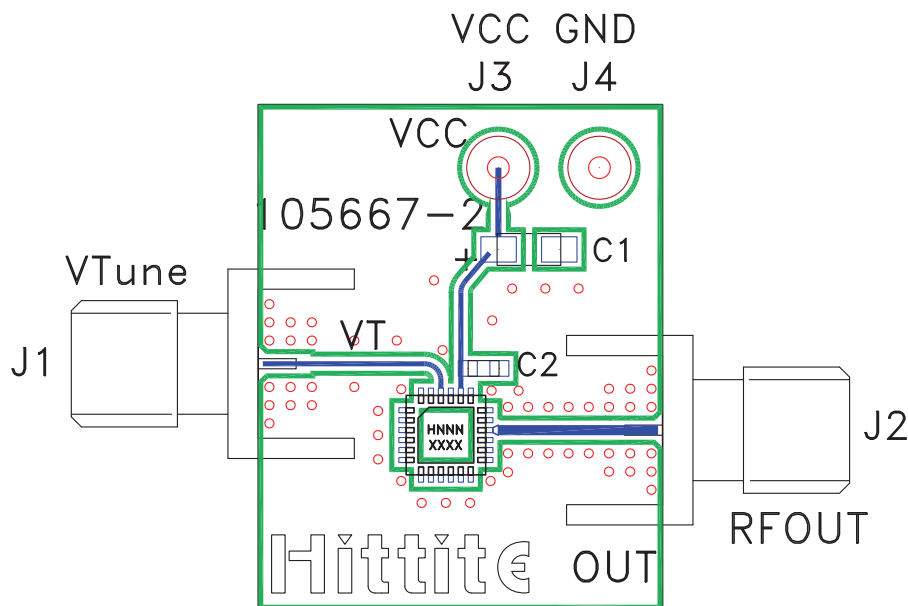 VCC GND
J3 J4
VCC
105667-2
+
C1
VTune
VT
J1
C2
HNNN
XXXX
J2
RFOUT
OUT
Hittite